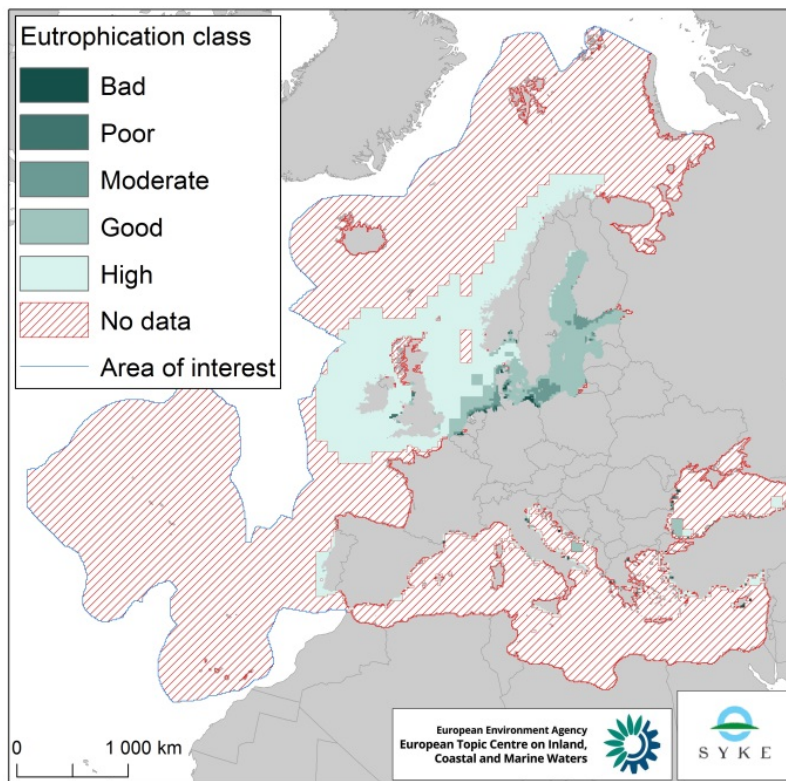 Eutrophication class
Bad
Poor
Moderate
Good
High
No data
Area of interest
0 1 000 km
European Environment Agency
European Topic Centre on Inland,
Coastal and Marine Waters
SYKE